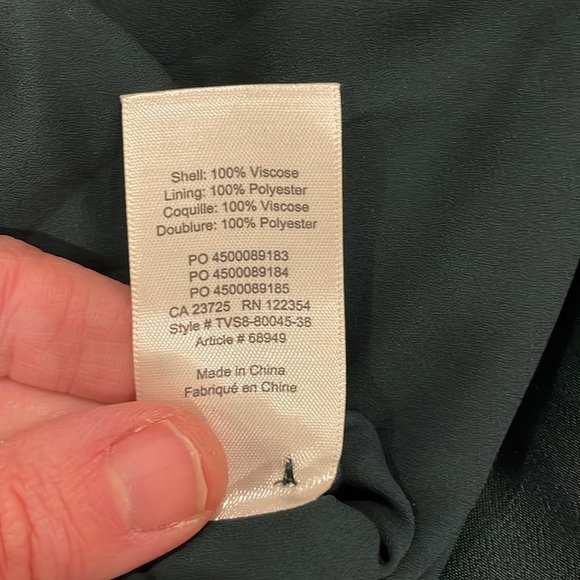 Shell: 100% Viscose
Lining: 100% Polyester
Coquille: 100% Viscose
Doublure: 100% Polyester
PO 4500089183
PO 4500089184
PO 4500089185
CA 23725 RN 122354
Style # TVS8-80045-38
Article # 68949
Made in China
Fabriqué en Chine